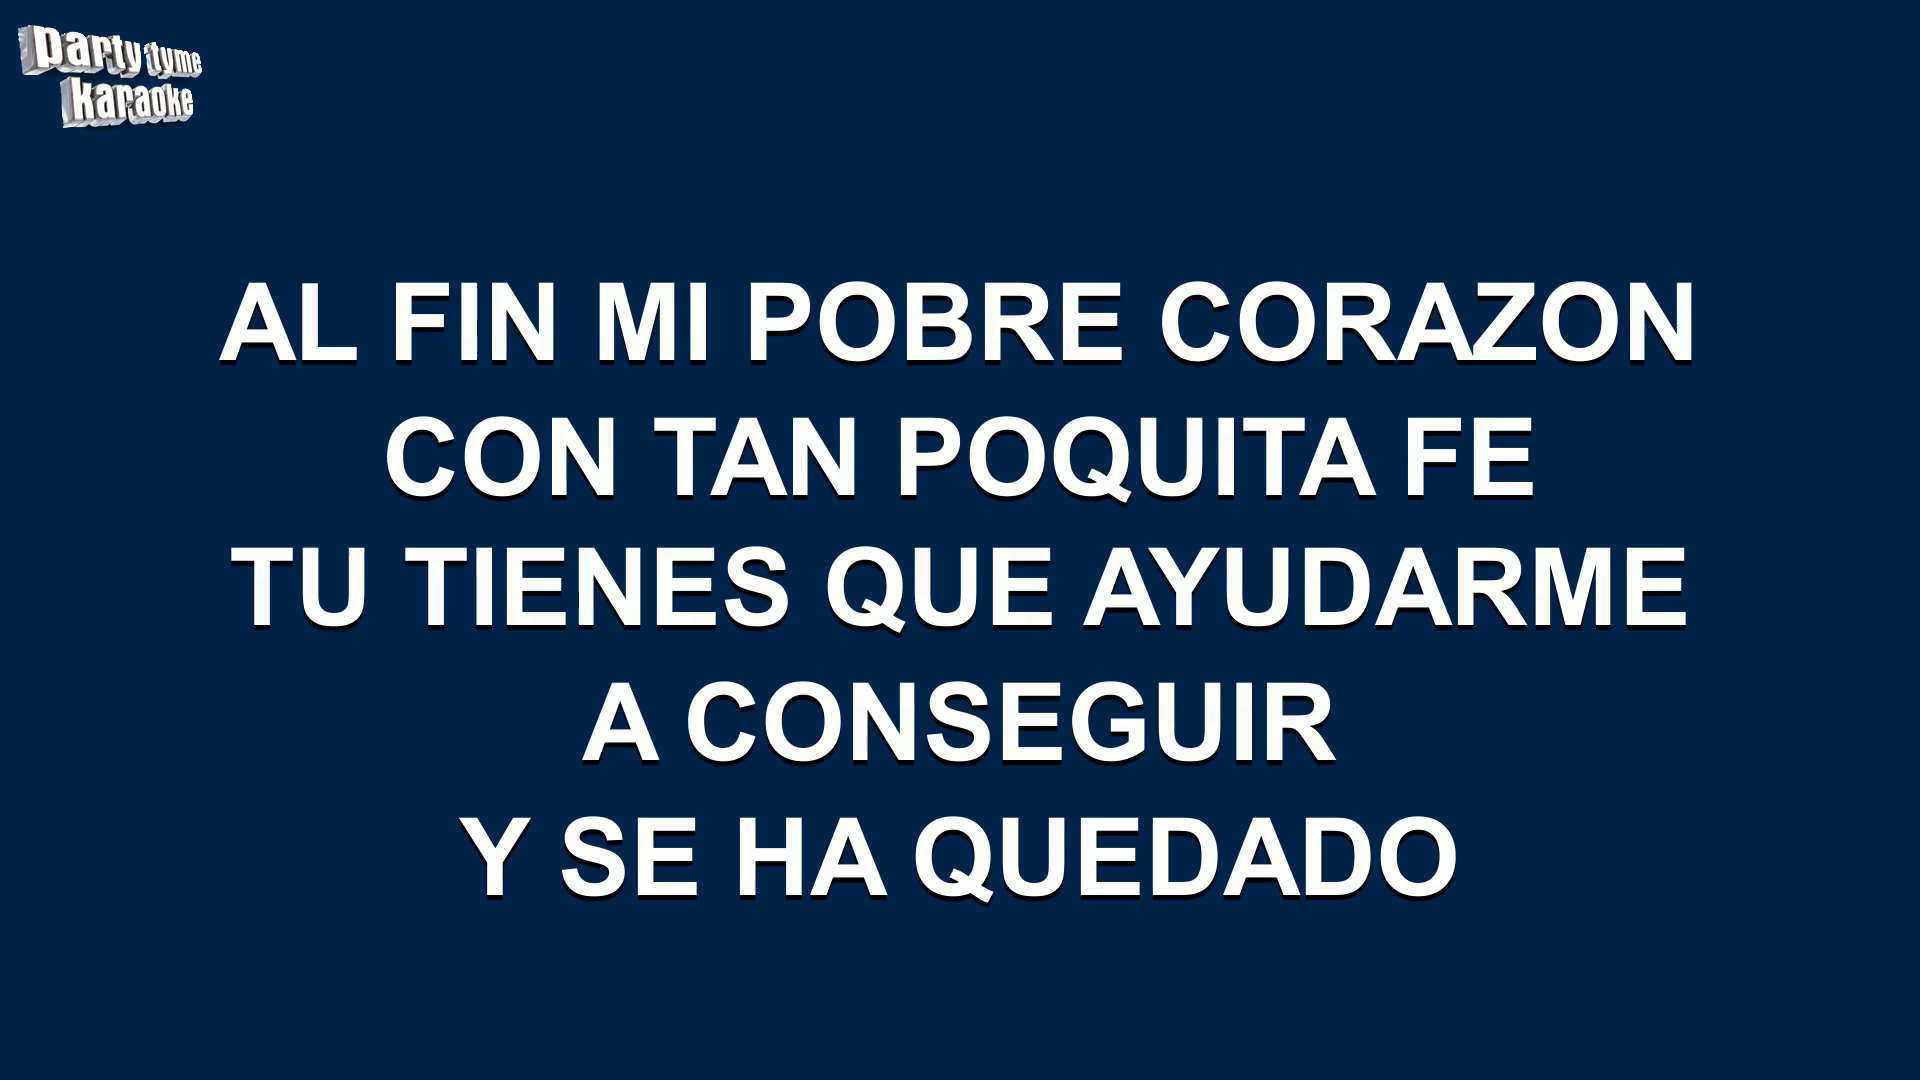 party tyme
karaoke
AL FIN MI POBRE CORAZON
CON TAN POQUITA FE
TU TIENES QUE AYUDARME
A CONSEGUIR
Y SE HA QUEDADO